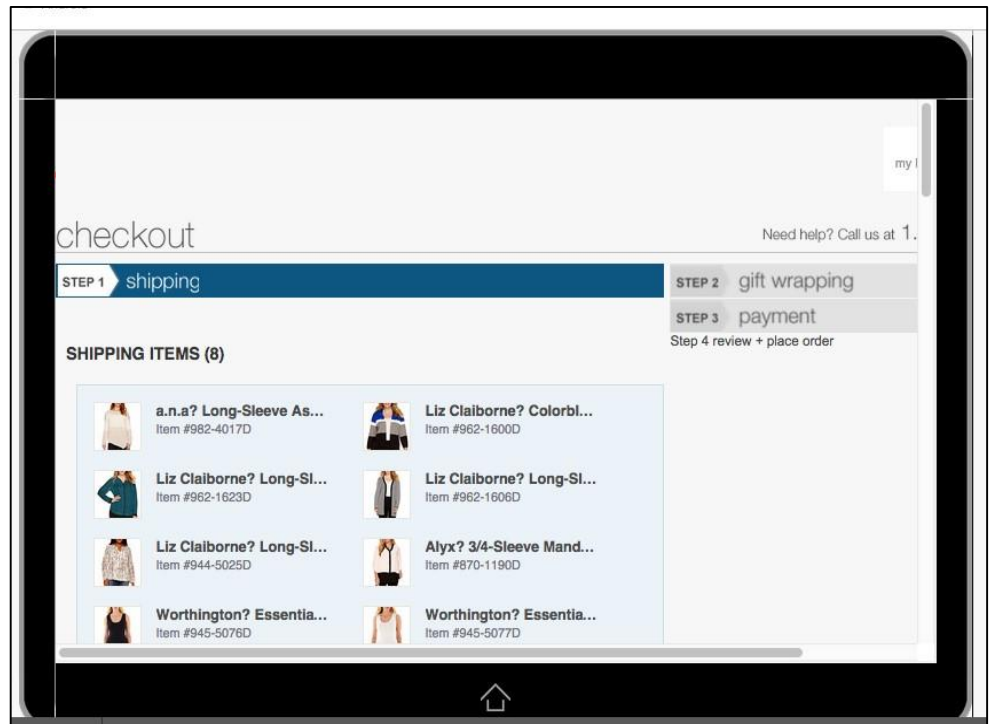 my
checkout
Need help? Call us at 1.
STEP 1 shipping
STEP 2 gift wrapping
STEP 3 payment
Step 4 review + place order
SHIPPING ITEMS (8)
a.n.a? Long-Sleeve As...
Item #982-4017D
Liz Claiborne? Colorbl...
Item #962-1600D
Liz Claiborne? Long-Sl...
Item #962-1623D
Liz Claiborne? Long-Sl...
Item #962-1606D
Liz Claiborne? Long-Sl...
Item #944-5025D
Alyx? 3/4-Sleeve Mand...
Item #870-1190D
Worthington? Essentia...
Item #945-5076D
Worthington? Essentia...
Item #945-5077D